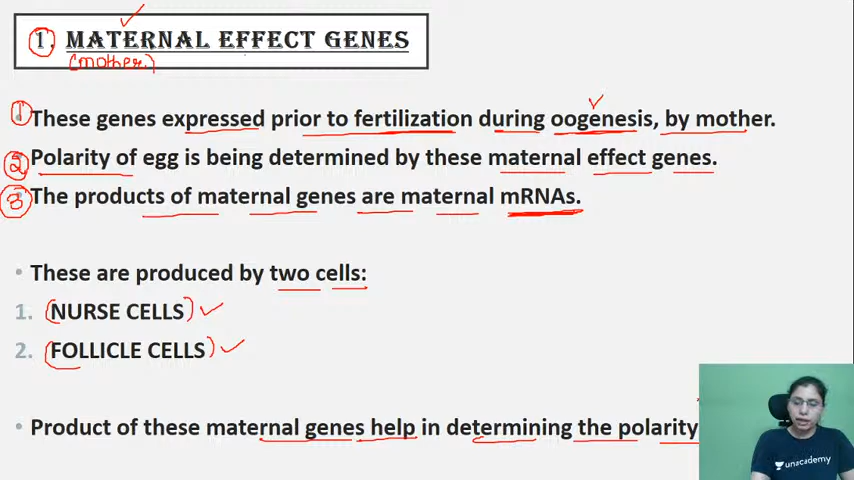 1. MATERNAL EFFECT GENES
(mother.)
1 These genes expressed prior to fertilization during oogenesis, by mother.
2 Polarity of egg is being determined by these maternal effect genes.
3 The products of maternal genes are maternal mRNAs.
• These are produced by two cells:
1. (NURSE CELLS)
2. (FOLLICLE CELLS)
• Product of these maternal genes help in determining the polarity
unacademy